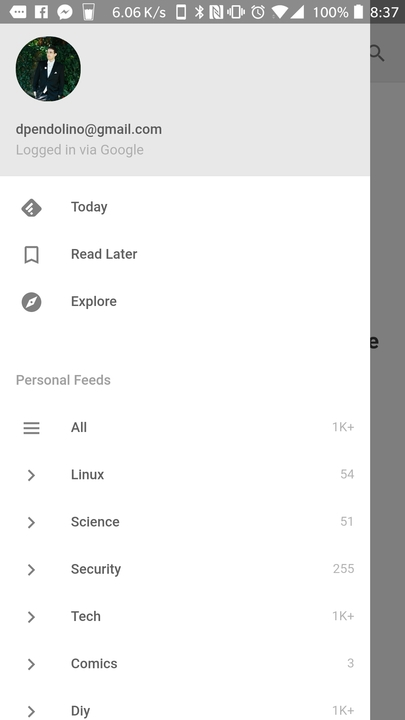 6.06 K/s 100% 8:37
dpendolino@gmail.com
Logged in via Google
Today
Read Later
Explore
e
Personal Feeds
All 1K+
Linux 54
Science 51
Security 255
Tech 1K+
Comics 3
Diy 1K+